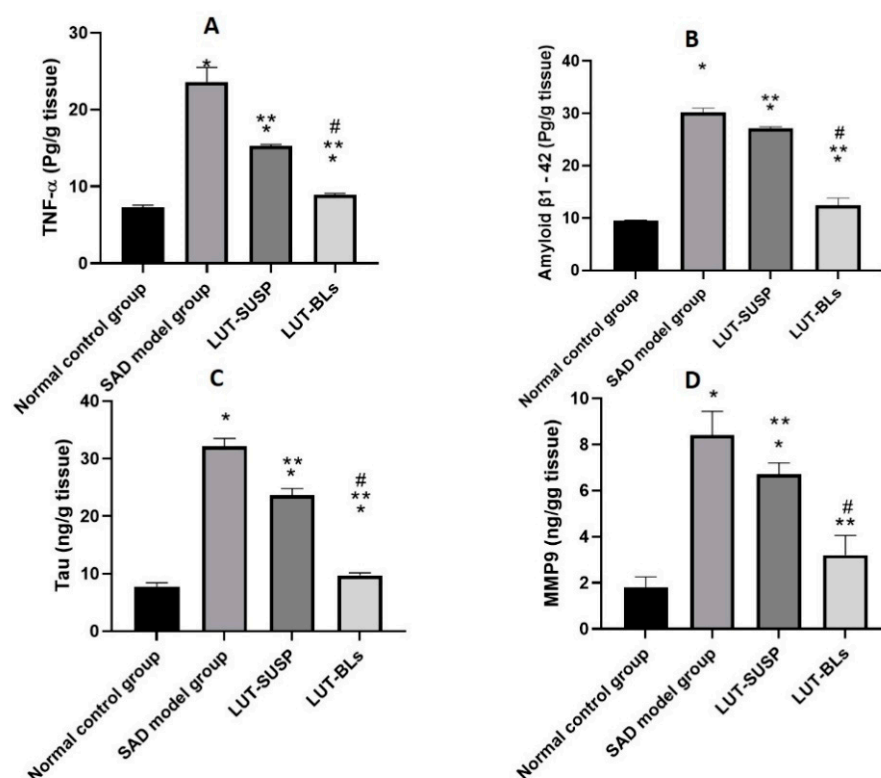 A
TNF-α (Pg/g tissue)
30
20
10
0
*
**
*
#
**
*
Normal control group
SAD model group
LUT-SUSP
LUT-BLs
B
Amyloid β1 - 42 (Pg/g tissue)
40
30
20
10
0
*
**
*
#
**
*
Normal control group
SAD model group
LUT-SUSP
LUT-BLs
C
Tau (ng/g tissue)
40
30
20
10
0
*
**
*
#
**
*
Normal control group
SAD model group
LUT-SUSP
LUT-BLs
D
MMP9 (ng/gg tissue)
10
8
6
4
2
0
*
**
*
#
**
Normal control group
SAD model group
LUT-SUSP
LUT-BLs